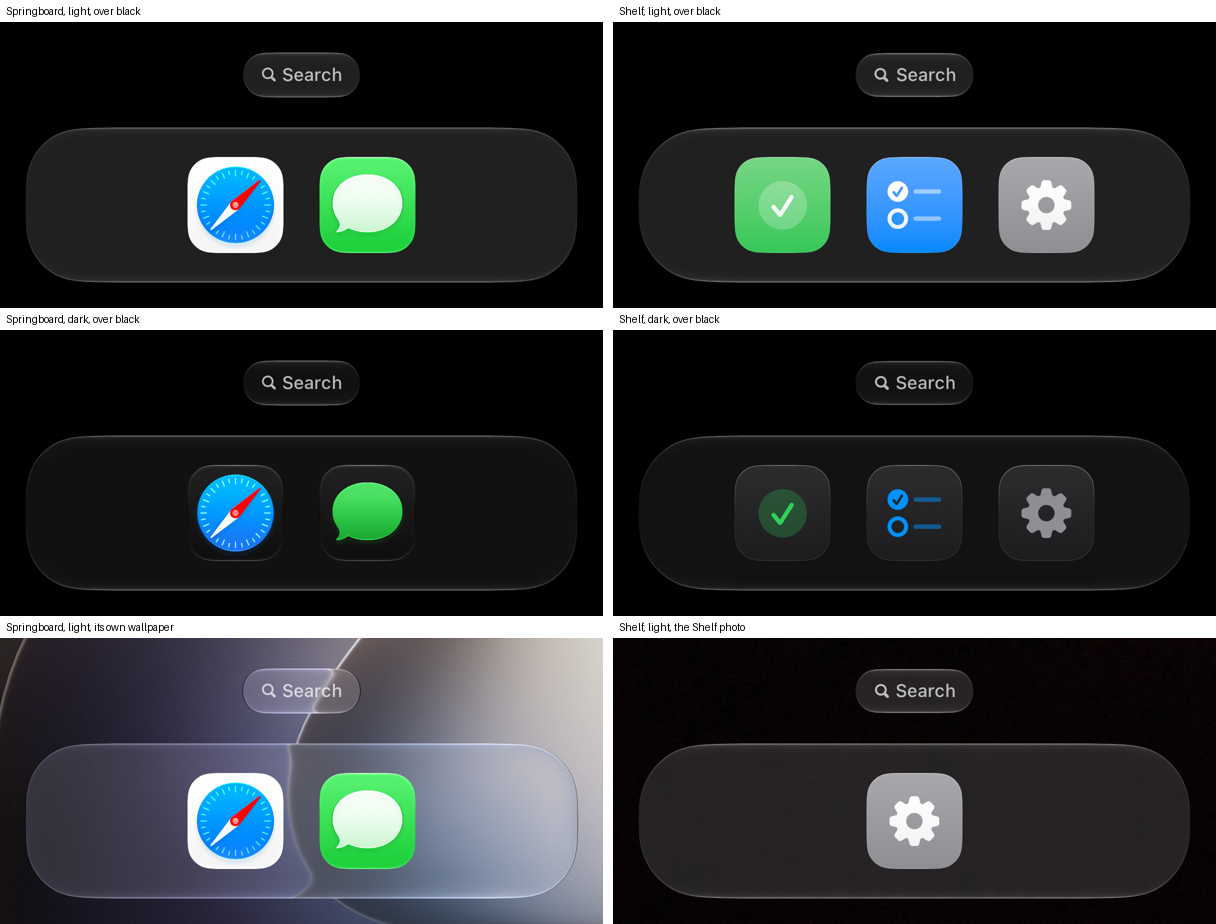 Springboard, light, over black
Shelf, light, over black
Search
Search
Springboard, dark, over black
Shelf, dark, over black
Search
Search
Springboard, light, its own wallpaper
Shelf, light, the Shelf photo
Search
Search